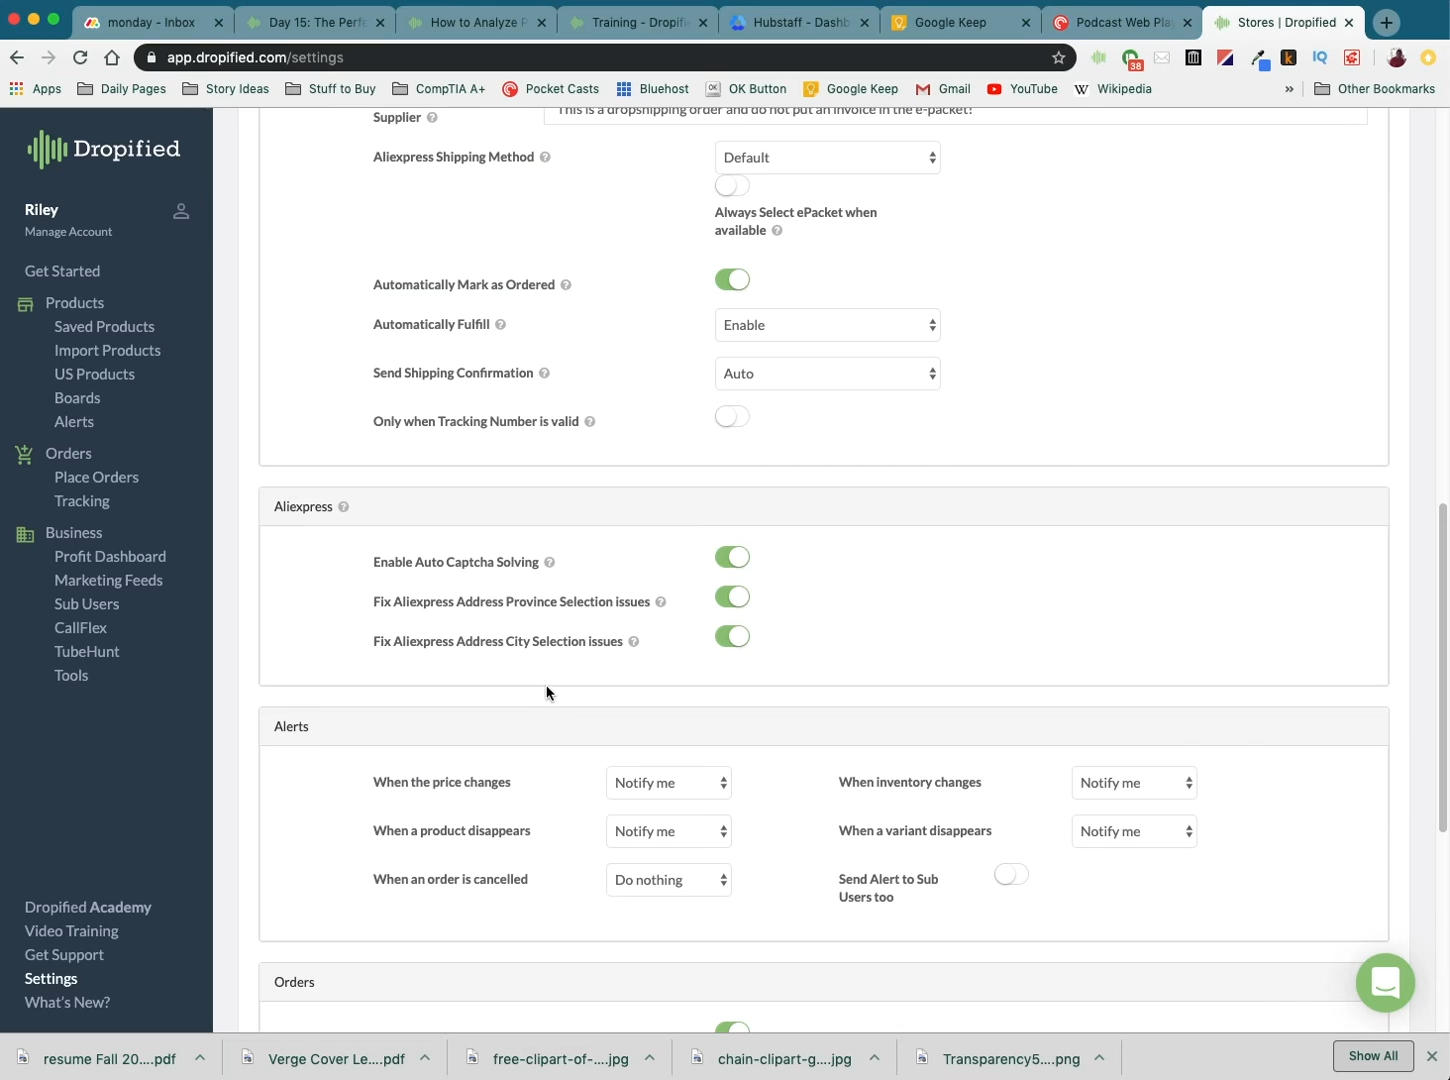 monday - Inbox
Day 15: The Perfe
How to Analyze P
Training - Dropifie
Hubstaff - Dashb
Google Keep
Podcast Web Play
Stores | Dropified
app.dropified.com/settings
38
IQ
Apps
Daily Pages
Story Ideas
Stuff to Buy
CompTIA A+
Pocket Casts
Bluehost
OK Button
Google Keep
Gmail
YouTube
Wikipedia
»
Other Bookmarks
Dropified
Riley
Manage Account
Get Started
Products
Saved Products
Import Products
US Products
Boards
Alerts
Orders
Place Orders
Tracking
Business
Profit Dashboard
Marketing Feeds
Sub Users
CallFlex
TubeHunt
Tools
Dropified Academy
Video Training
Get Support
Settings
What's New?
Supplier
This is a dropshipping order and do not put an invoice in the e-packet!
Aliexpress Shipping Method
Default
Always Select ePacket when
available
Automatically Mark as Ordered
Automatically Fulfill
Enable
Send Shipping Confirmation
Auto
Only when Tracking Number is valid
Aliexpress
Enable Auto Captcha Solving
Fix Aliexpress Address Province Selection issues
Fix Aliexpress Address City Selection issues
Alerts
When the price changes
Notify me
When inventory changes
Notify me
When a product disappears
Notify me
When a variant disappears
Notify me
When an order is cancelled
Do nothing
Send Alert to Sub
Users too
Orders
resume Fall 20....pdf
Verge Cover Le....pdf
free-clipart-of-....jpg
chain-clipart-g....jpg
Transparency5....png
Show All